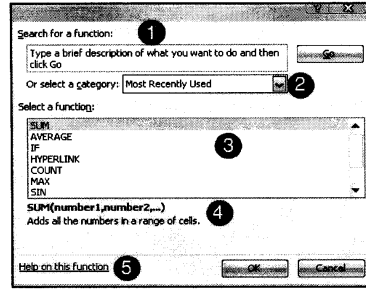 Search for a function:
1
Type a brief description of what you want to do and then
click Go
Go
Or select a category: Most Recently Used
2
Select a function:
SUM
AVERAGE
IF
HYPERLINK
COUNT
MAX
SIN
3
SUM(number1,number2,...)
4
Adds all the numbers in a range of cells.
Help on this function
5
OK
Cancel